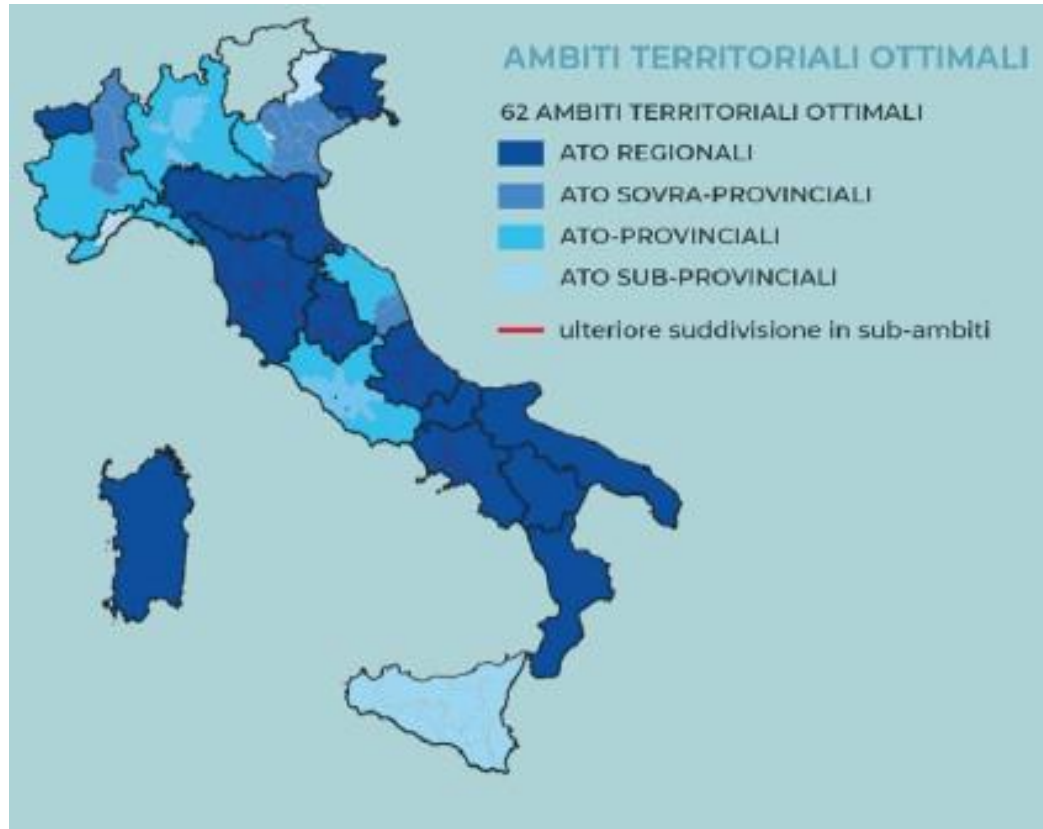 AMBITI TERRITORIALI OTTIMALI
62 AMBITI TERRITORIALI OTTIMALI
ATO REGIONALI
ATO SOVRA-PROVINCIALI
ATO-PROVINCIALI
ATO SUB-PROVINCIALI
ulteriore suddivisione in sub-ambiti